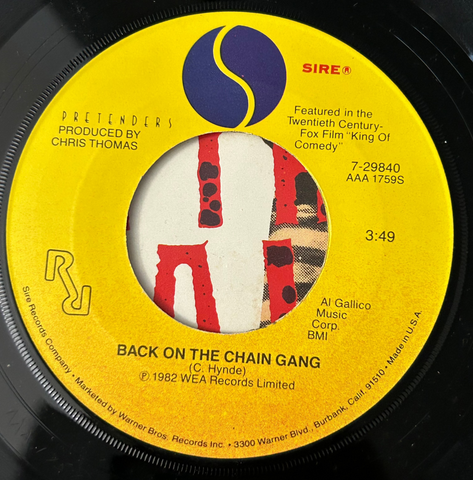 SIRE®
PRETENDERS
PRODUCED BY
CHRIS THOMAS
Featured in the
Twentieth Century-
Fox Film "King Of
Comedy"
7-29840
AAA 1759S
3:49
Al Gallico
Music
Corp.
BMI
BACK ON THE CHAIN GANG
(C. Hynde)
℗ 1982 WEA Records Limited
Sire Records Company • Marketed by Warner Bros. Records Inc. • 3300 Warner Blvd., Burbank, Calif. 91510 • Made in U.S.A.